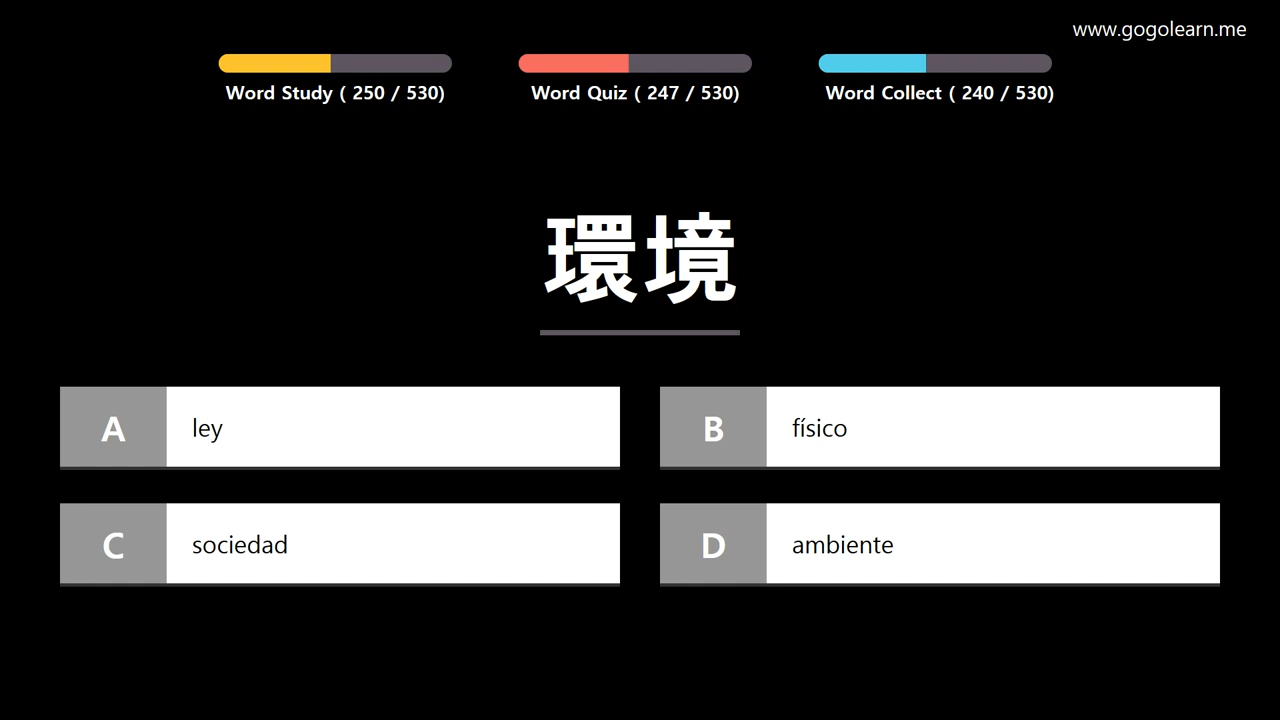 www.gogolearn.me
Word Study ( 250 / 530)
Word Quiz ( 247 / 530)
Word Collect ( 240 / 530)
環境
A ley
B físico
C sociedad
D ambiente